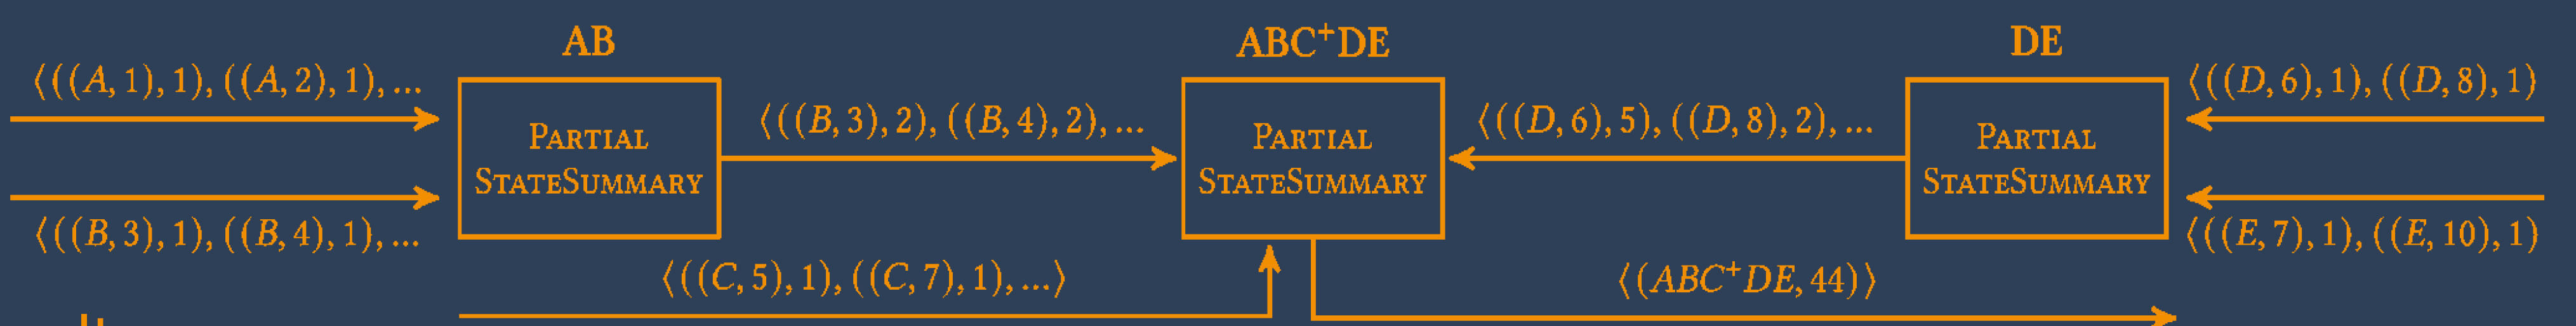 AB
ABC⁺DE
DE
⟨((A, 1), 1), ((A, 2), 1), ...
⟨((B, 3), 1), ((B, 4), 1), ...
PARTIAL
STATESUMMARY
⟨((B, 3), 2), ((B, 4), 2), ...
PARTIAL
STATESUMMARY
⟨((D, 6), 5), ((D, 8), 2), ...
PARTIAL
STATESUMMARY
⟨((D, 6), 1), ((D, 8), 1)
⟨((E, 7), 1), ((E, 10), 1)
⟨((C, 5), 1), ((C, 7), 1), ...⟩
⟨(ABC⁺DE, 44)⟩